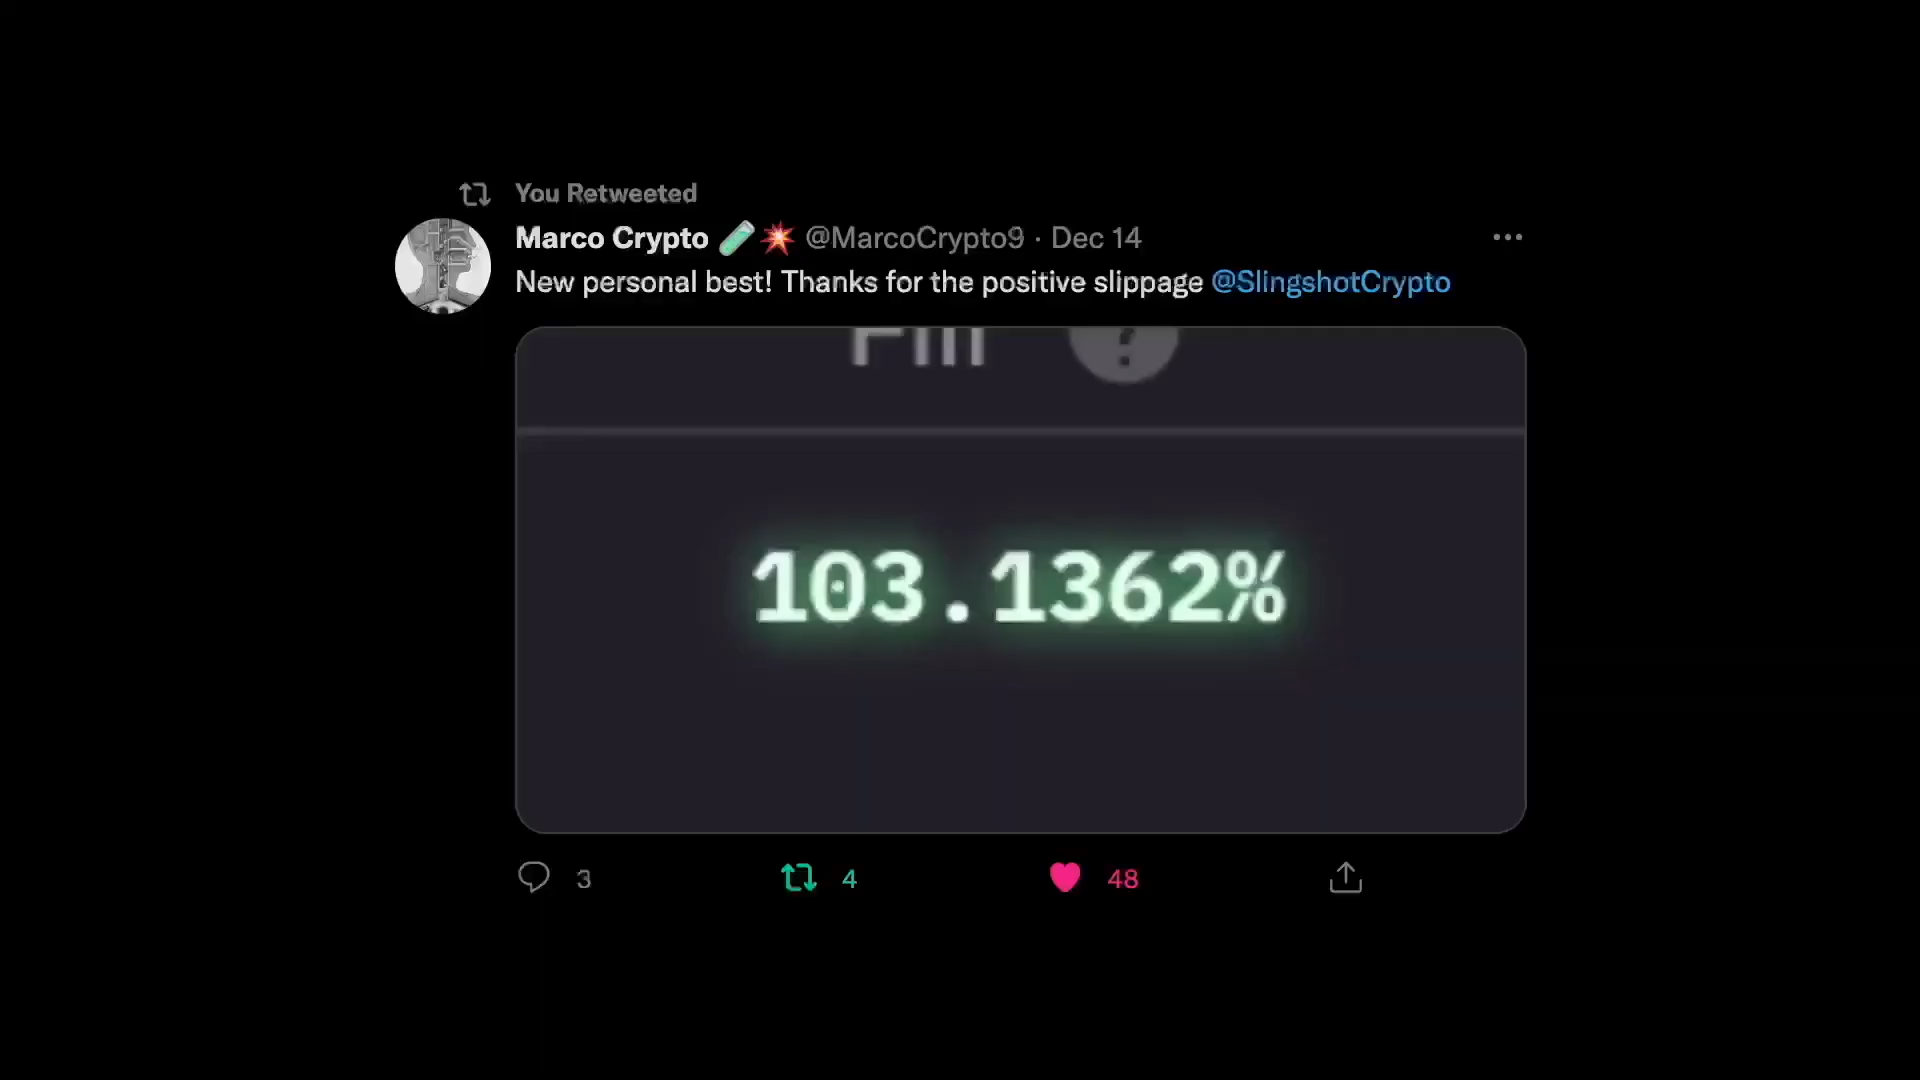 You Retweeted
Marco Crypto 🧪💥 @MarcoCrypto9 · Dec 14
New personal best! Thanks for the positive slippage @SlingshotCrypto
?
103.1362%
3 4 48